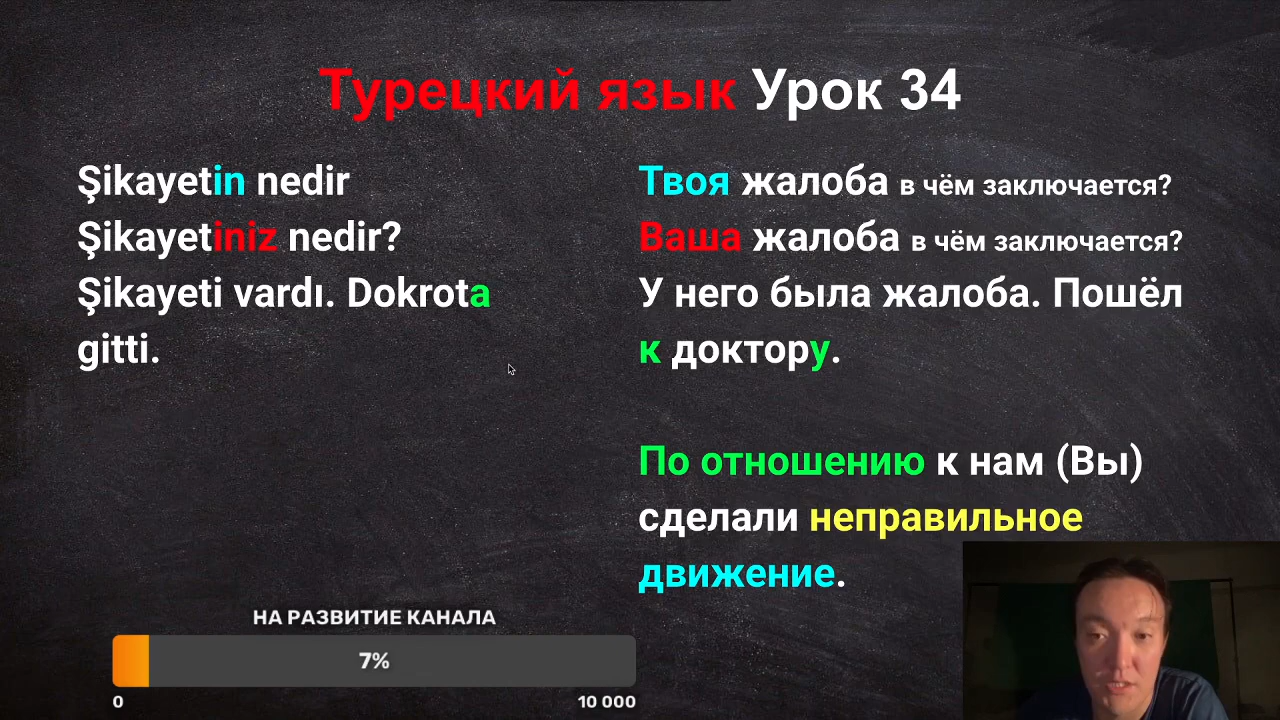 Турецкий язык Урок 34
Şikayetin nedir
Şikayetiniz nedir?
Şikayeti vardı. Dokrota
gitti.
Твоя жалоба в чём заключается?
Ваша жалоба в чём заключается?
У него была жалоба. Пошёл
к доктору.
По отношению к нам (Вы)
сделали неправильное
движение.
НА РАЗВИТИЕ КАНАЛА
7%
0
10 000